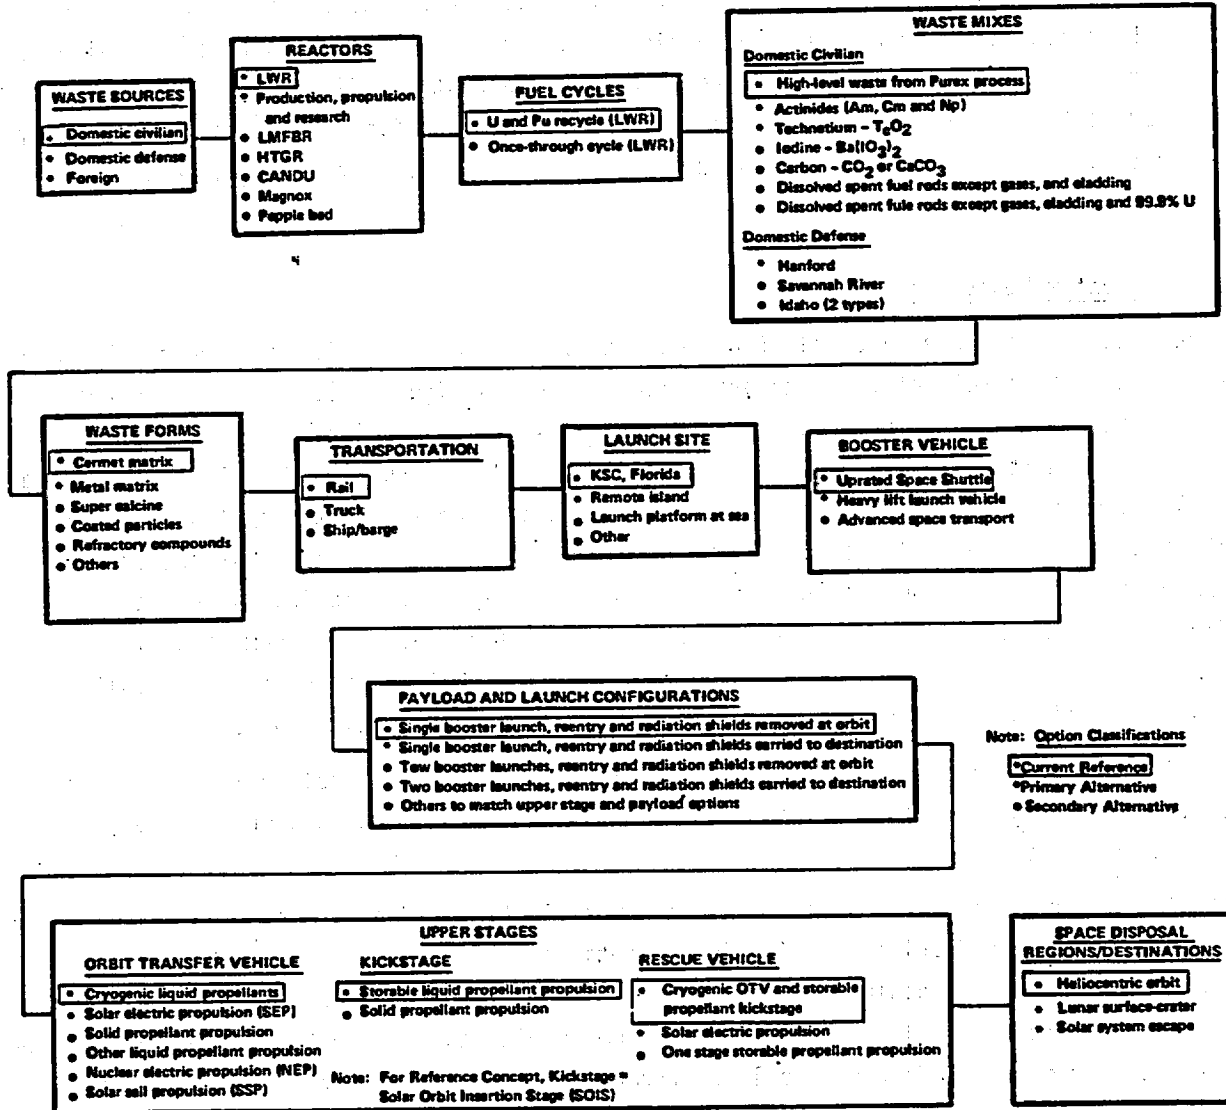 WASTE SOURCES
• Domestic civilian
• Domestic defense
• Foreign
REACTORS
• LWR
• Production, propulsion
and research
• LMFBR
• HTGR
• CANDU
• Magnox
• Pepple bed
FUEL CYCLES
• U and Pu recycle (LWR)
• Once-through cycle (LWR)
WASTE MIXES
Domestic Civilian
• High-level waste from Purex process
• Actinides (Am, Cm and Np)
• Technetium – TeO2
• Iodine – Ba(IO3)2
• Carbon – CO2 or CaCO3
• Dissolved spent fuel rods except gases, and eladding
• Dissolved spent fule rods except gases, eladding and 99.9% U
Domestic Defense
• Hanford
• Savannah River
• Idaho (2 types)
WASTE FORMS
• Cermet matrix
• Metal matrix
• Super calcine
• Coated particles
• Refractory compounds
• Others
TRANSPORTATION
• Rail
• Truck
• Ship/barge
LAUNCH SITE
• KSC, Florida
• Remote island
• Launch platform at sea
• Other
BOOSTER VEHICLE
• Uprated Space Shuttle
• Heavy lift launch vehicle
• Advanced space transport
PAYLOAD AND LAUNCH CONFIGURATIONS
• Single booster launch, reentry and radiation shields removed at orbit
• Single booster launch, reentry and radiation shields carried to destination
• Tew booster launches, reentry and radiation shields removed at orbit
• Two booster launches, reentry and radiation shields carried to destination
• Others to match upper stage and payload options
Note: Option Classifications
•Current Reference
•Primary Alternative
• Secondary Alternative
UPPER STAGES
ORBIT TRANSFER VEHICLE
• Cryogenic liquid propellants
• Solar electric propulsion (SEP)
• Solid propellant propulsion
• Other liquid propellant propulsion
• Nuclear electric propulsion (NEP)
• Solar sail propulsion (SSP)
KICKSTAGE
• Storable liquid propellant propulsion
• Solid propellant propulsion
Note: For Reference Concept, Kickstage =
Solar Orbit Insertion Stage (SOIS)
RESCUE VEHICLE
• Cryogenic OTV and storable
propellant kickstage
• Solar electric propulsion
• One stage storable propellant propulsion
SPACE DISPOSAL
REGIONS/DESTINATIONS
• Heliocentric orbit
• Lunar surface-crater
• Solar system escape